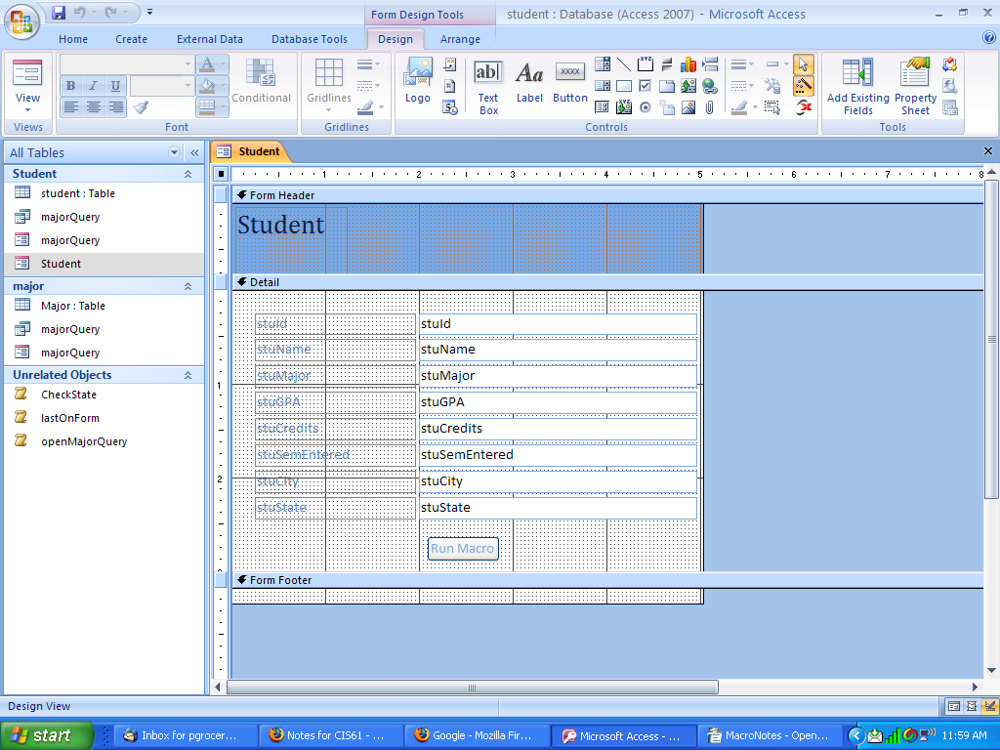 Form Design Tools
student : Database (Access 2007) - Microsoft Access
Home Create External Data Database Tools Design Arrange
View
Views
B I U
A
Conditional
Font
Gridlines
Gridlines
Logo
ab
Text Box
Aa
Label
XXXX
Button
Controls
Add Existing Fields
Property Sheet
Tools
All Tables
Student
student : Table
majorQuery
majorQuery
Student
major
Major : Table
majorQuery
majorQuery
Unrelated Objects
CheckState
lastOnForm
openMajorQuery
Student
1 2 3 4 5 6 7 8
Form Header
Student
Detail
stuId stuId
stuName stuName
stuMajor stuMajor
1
stuGPA stuGPA
stuCredits stuCredits
stuSemEntered stuSemEntered
2
stuCity stuCity
stuState stuState
Run Macro
Form Footer
Design View
start
Inbox for pgrocer...
Notes for CIS61 - ...
Google - Mozilla Fir...
Microsoft Access - ...
MacroNotes - Open...
11:59 AM